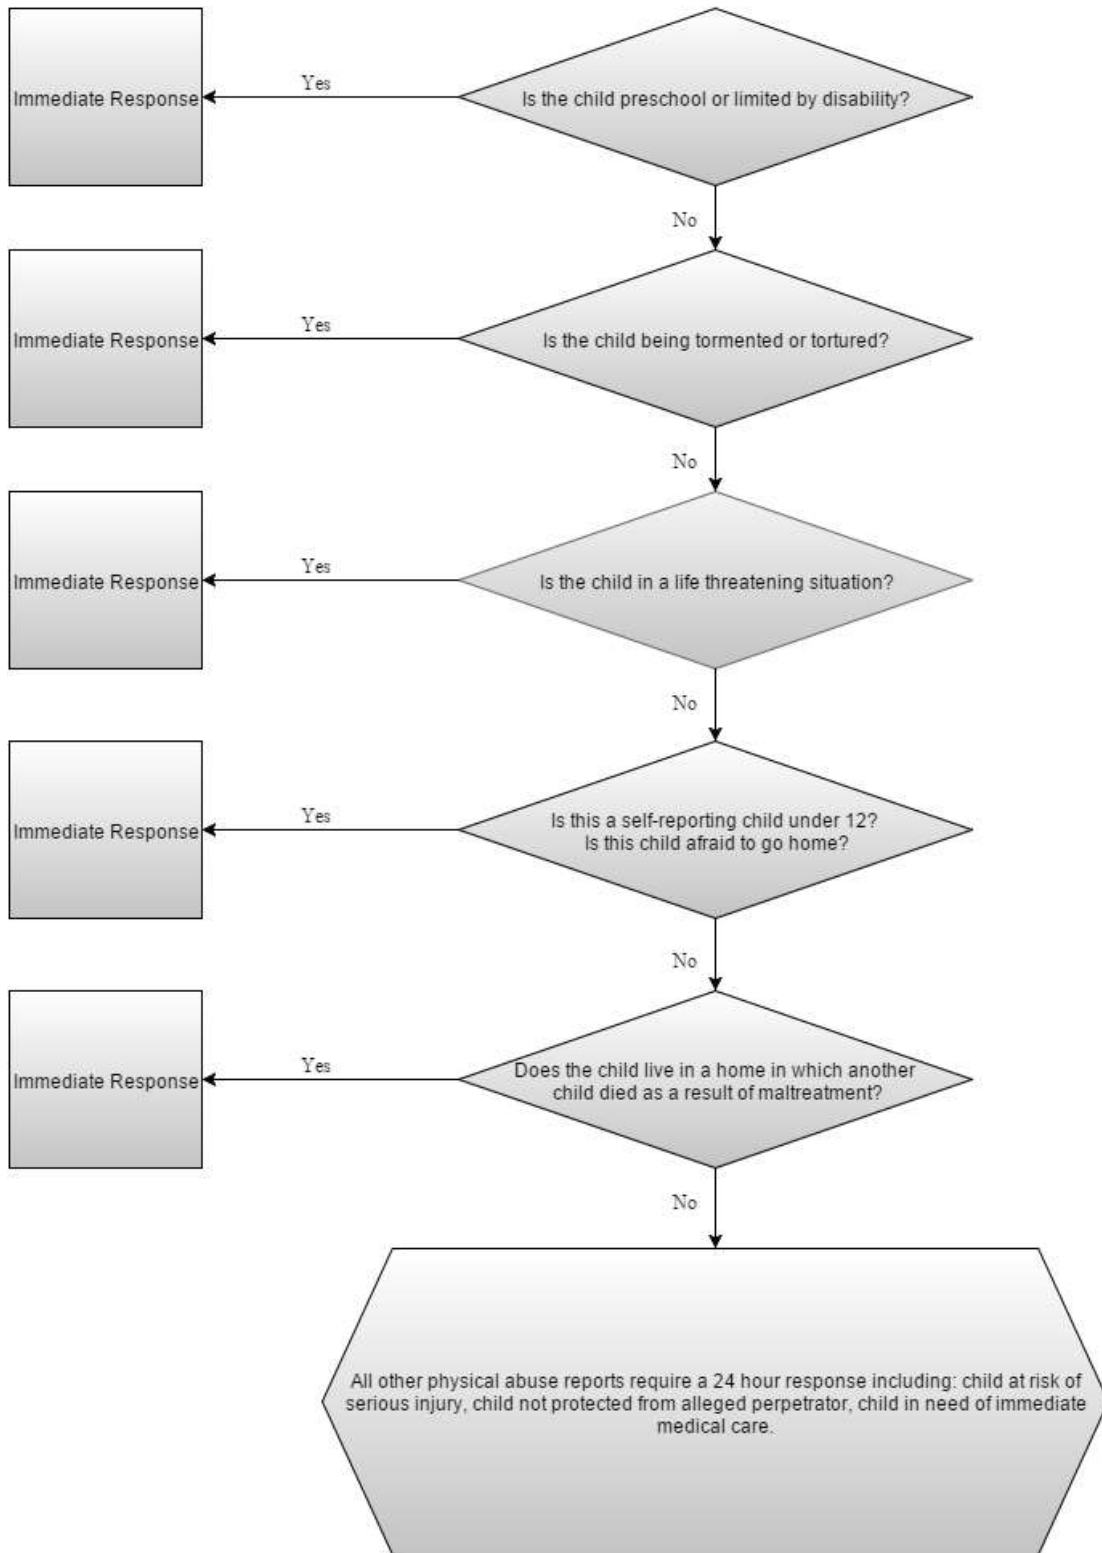 Immediate Response
Yes
Is the child preschool or limited by disability?
No
Immediate Response
Yes
Is the child being tormented or tortured?
No
Immediate Response
Yes
Is the child in a life threatening situation?
No
Immediate Response
Yes
Is this a self-reporting child under 12?
Is this child afraid to go home?
No
Immediate Response
Yes
Does the child live in a home in which another
child died as a result of maltreatment?
No
All other physical abuse reports require a 24 hour response including: child at risk of
serious injury, child not protected from alleged perpetrator, child in need of immediate
medical care.